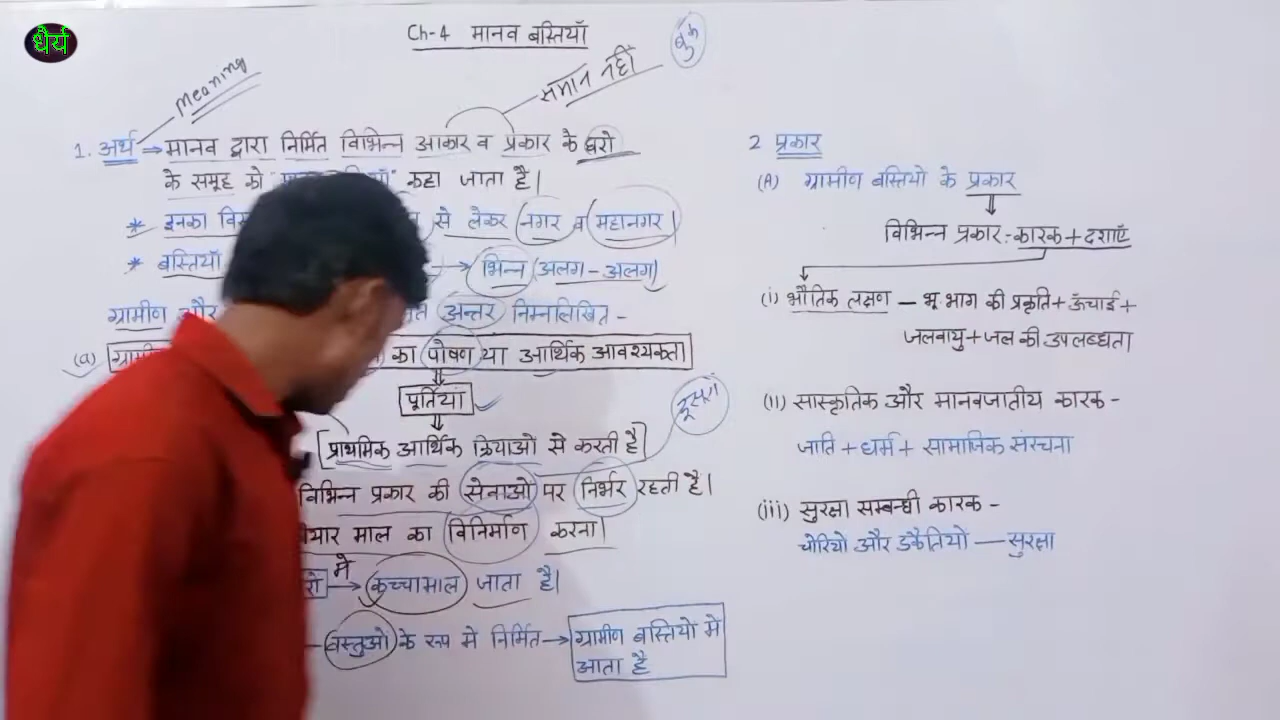 धैर्य
Ch-4 मानव बस्तियाँ
बुक
Meaning
समान नहीं
1. अर्थ ⇒ मानव द्वारा निर्मित विभिन्न आकार व प्रकार के घरो
के समूह को कहा जाता है।
* इनका से लेकर नगर व महानगर।
* बस्तियाँ → भिन्न (अलग-अलग)
ग्रामीण और अन्तर निम्नलिखित -
(a) का पोषण या आर्थिक आवश्यकता
पूर्तिया
दूसरा
[प्राथमिक आर्थिक क्रियाओ से करती है]
विभिन्न प्रकार की सेवाओ पर निर्भर रहती है।
माल का विनिर्माण करना।
में → कच्चामाल जाता है।
वस्तुओ के रूप मे निर्मित → ग्रामीण बस्तियो मे
आता है
2 प्रकार
(A) ग्रामीण बस्तियो के प्रकार
विभिन्न प्रकार:- कारक + दशाएँ
(i) भौतिक लक्षण – भू भाग की प्रकृति + ऊँचाई +
जलवायु + जल की उपलब्धता
(ii) सास्कृतिक और मानवजातीय कारक -
जाति + धर्म + सामाजिक संरचना
(iii) सुरक्षा सम्बन्धी कारक -
चोरियो और डकैतियो — सुरक्षा